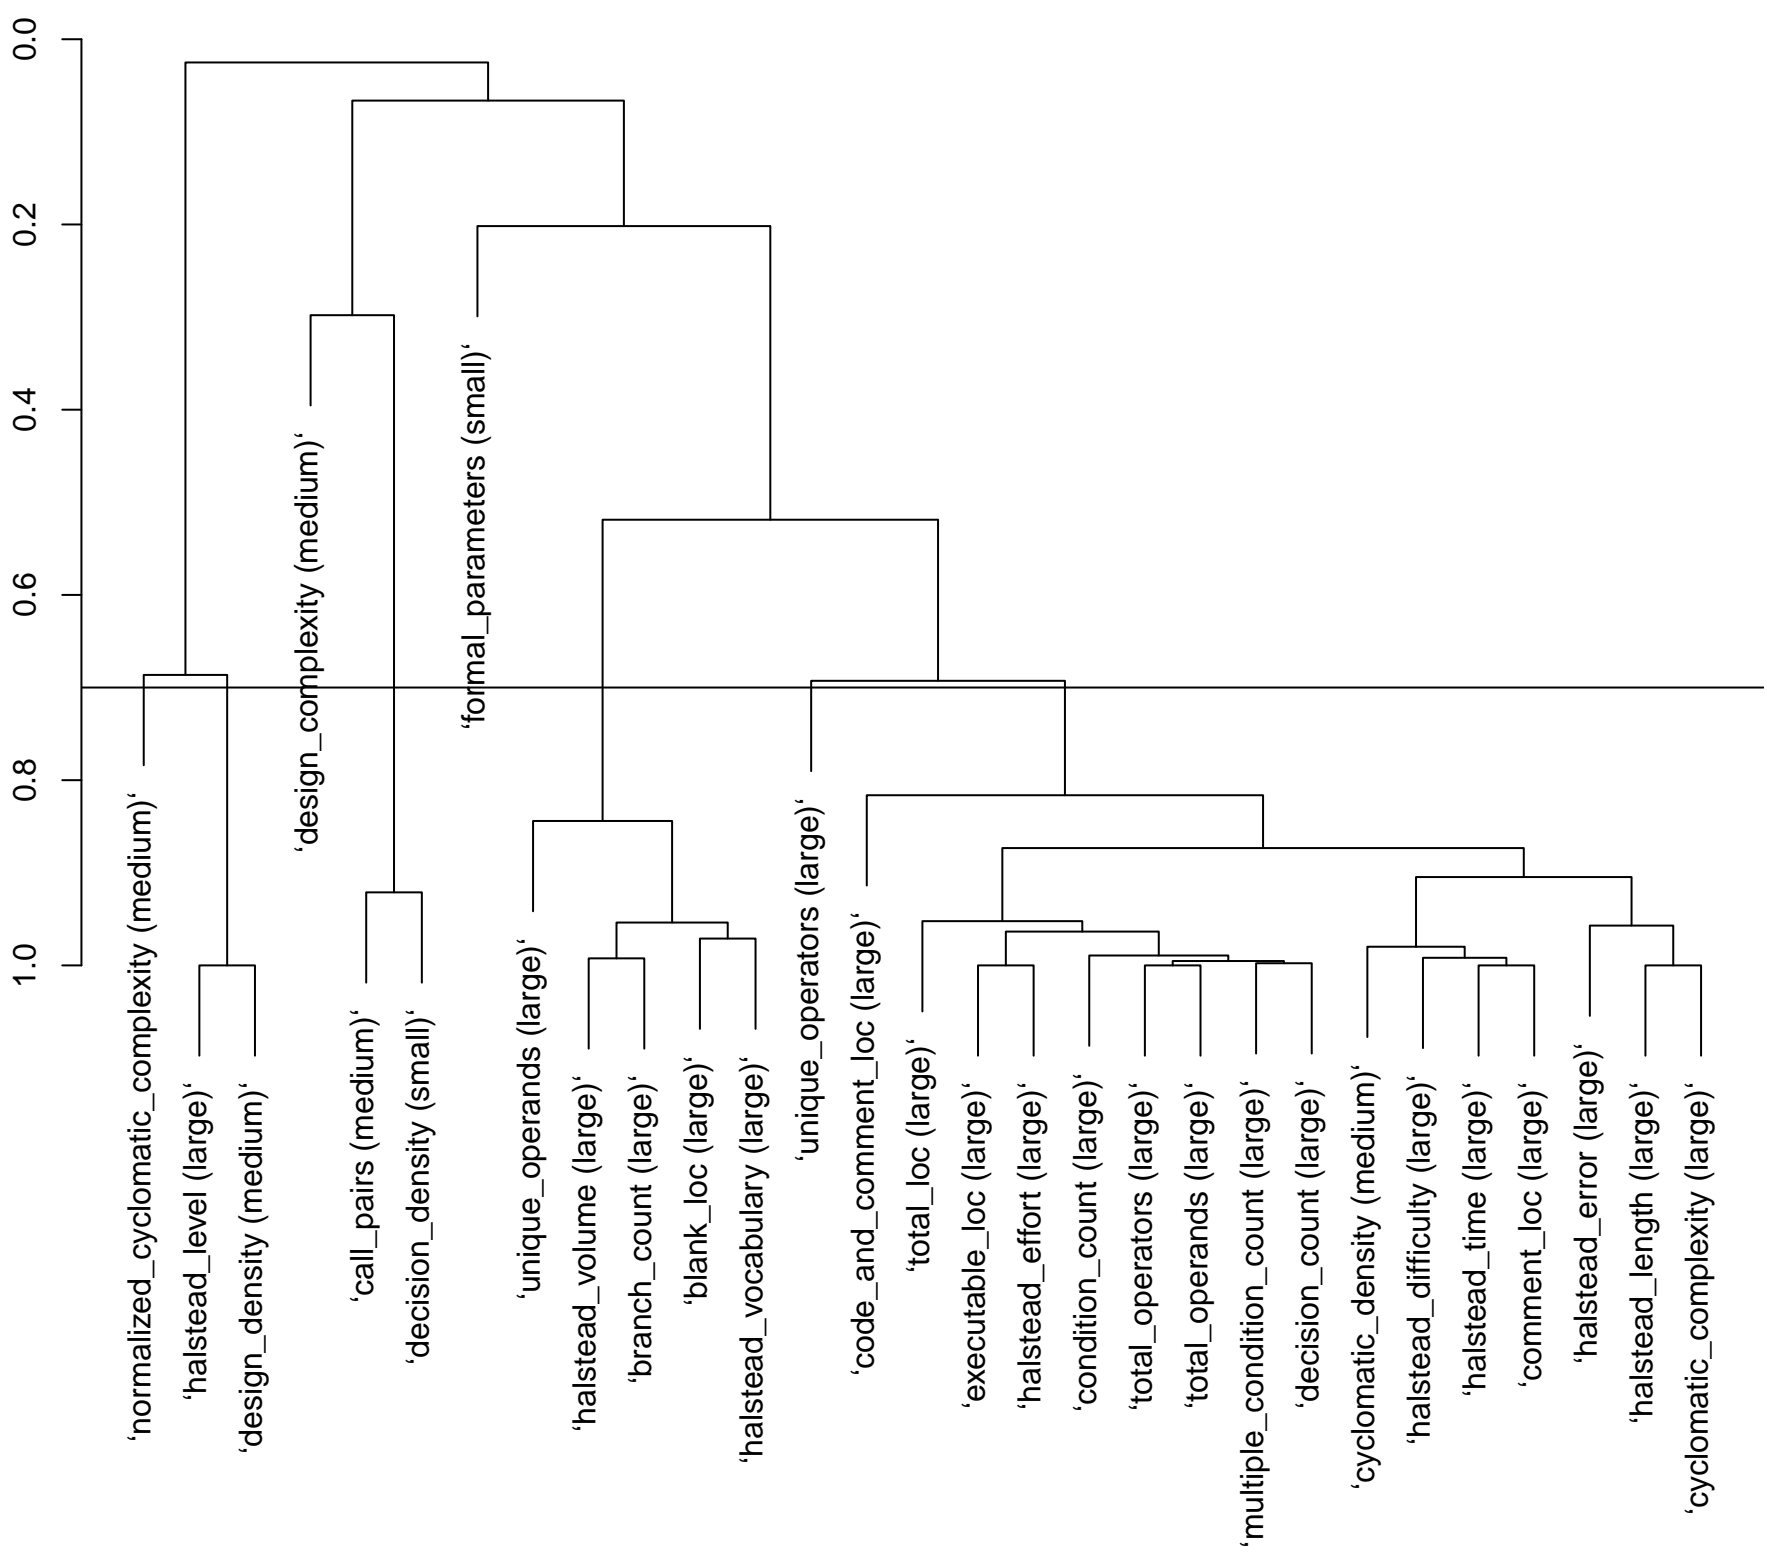 0.0
0.2
0.4
0.6
0.8
1.0
‘normalized_cyclomatic_complexity (medium)‘
‘halstead_level (large)‘
‘design_density (medium)‘
‘design_complexity (medium)‘
‘call_pairs (medium)‘
‘decision_density (small)‘
‘formal_parameters (small)‘
‘unique_operands (large)‘
‘halstead_volume (large)‘
‘branch_count (large)‘
‘blank_loc (large)‘
‘halstead_vocabulary (large)‘
‘unique_operators (large)‘
‘code_and_comment_loc (large)‘
‘total_loc (large)‘
‘executable_loc (large)‘
‘halstead_effort (large)‘
‘condition_count (large)‘
‘total_operators (large)‘
‘total_operands (large)‘
‘multiple_condition_count (large)‘
‘decision_count (large)‘
‘cyclomatic_density (medium)‘
‘halstead_difficulty (large)‘
‘halstead_time (large)‘
‘comment_loc (large)‘
‘halstead_error (large)‘
‘halstead_length (large)‘
‘cyclomatic_complexity (large)‘